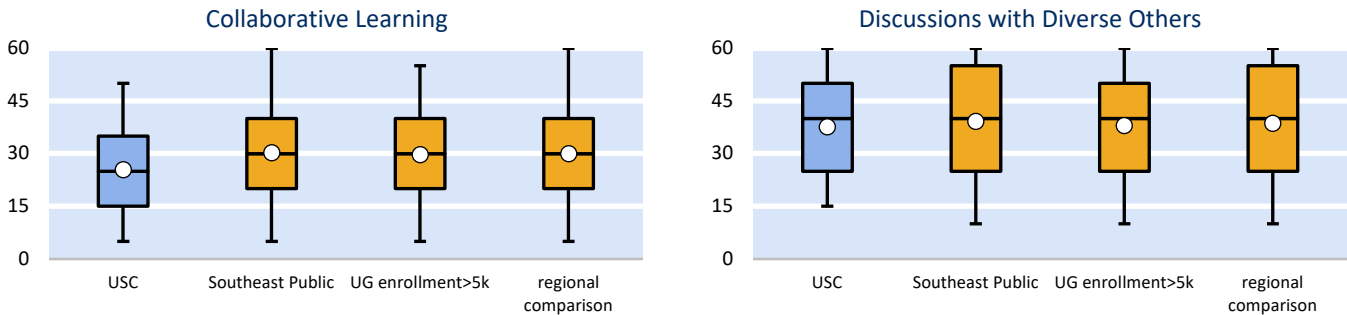 Collaborative Learning
60
45
30
15
0
USC
Southeast Public
UG enrollment>5k
regional
comparison
Discussions with Diverse Others
60
45
30
15
0
USC
Southeast Public
UG enrollment>5k
regional
comparison